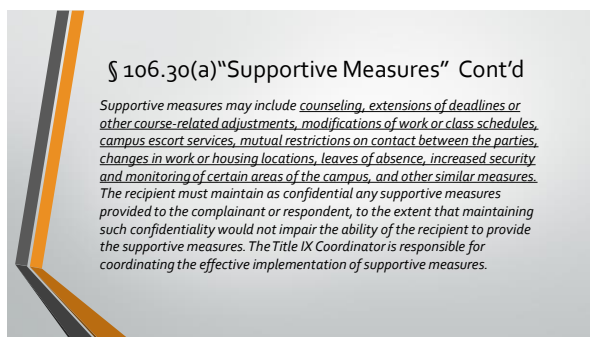 § 106.30(a)“Supportive Measures” Cont’d
Supportive measures may include counseling, extensions of deadlines or
other course-related adjustments, modifications of work or class schedules,
campus escort services, mutual restrictions on contact between the parties,
changes in work or housing locations, leaves of absence, increased security
and monitoring of certain areas of the campus, and other similar measures.
The recipient must maintain as confidential any supportive measures
provided to the complainant or respondent, to the extent that maintaining
such confidentiality would not impair the ability of the recipient to provide
the supportive measures. The Title IX Coordinator is responsible for
coordinating the effective implementation of supportive measures.